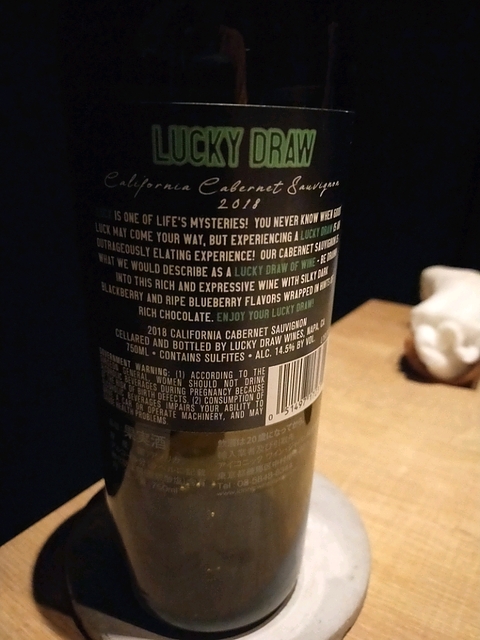 LUCKY DRAW
California Cabernet Sauvignon
2018
IS ONE OF LIFE'S MYSTERIES! YOU NEVER KNOW WHEN GOOD
LUCK MAY COME YOUR WAY, BUT EXPERIENCING A LUCKY DRAW IS
OUTRAGEOUSLY ELATING EXPERIENCE! OUR CABERNET SAUVIGNON IS
WHAT WE WOULD DESCRIBE AS A LUCKY DRAW OF WINE - BE DRAWN
INTO THIS RICH AND EXPRESSIVE WINE WITH SILKY DARK
BLACKBERRY AND RIPE BLUEBERRY FLAVORS WRAPPED IN
RICH CHOCOLATE. ENJOY YOUR LUCKY DRAW!
2018 CALIFORNIA CABERNET SAUVIGNON
CELLARED AND BOTTLED BY LUCKY DRAW WINES, NAPA, CA
750ML • CONTAINS SULFITES • ALC. 14.5% BY VOL.
GOVERNMENT WARNING: (1) ACCORDING TO THE
WOMEN SHOULD NOT DRINK
BEVERAGES DURING PREGNANCY BECAUSE
BIRTH DEFECTS. (2) CONSUMPTION OF
IMPAIRS YOUR ABILITY TO
OR OPERATE MACHINERY, AND MAY
PROBLEMS.